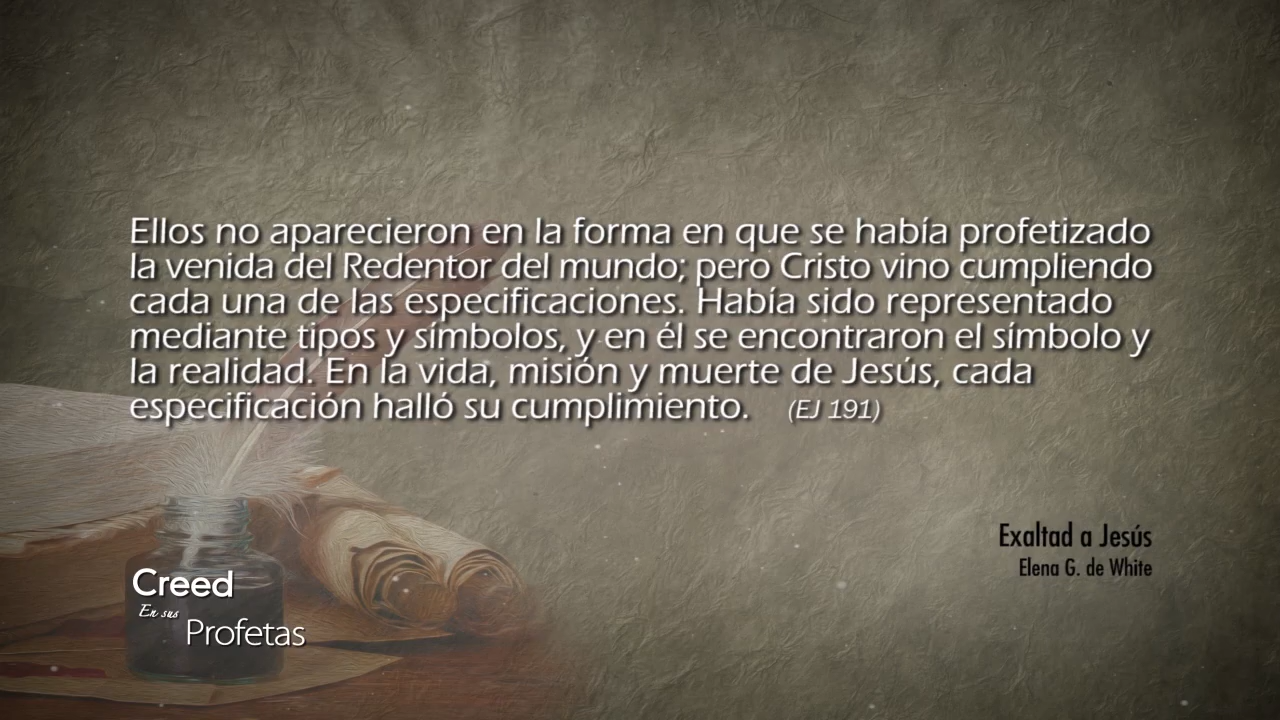 Ellos no aparecieron en la forma en que se había profetizado
la venida del Redentor del mundo; pero Cristo vino cumpliendo
cada una de las especificaciones. Había sido representado
mediante tipos y símbolos, y en él se encontraron el símbolo y
la realidad. En la vida, misión y muerte de Jesús, cada
especificación halló su cumplimiento. (EJ 191)
Exaltad a Jesús
Elena G. de White
Creed
En sus
Profetas